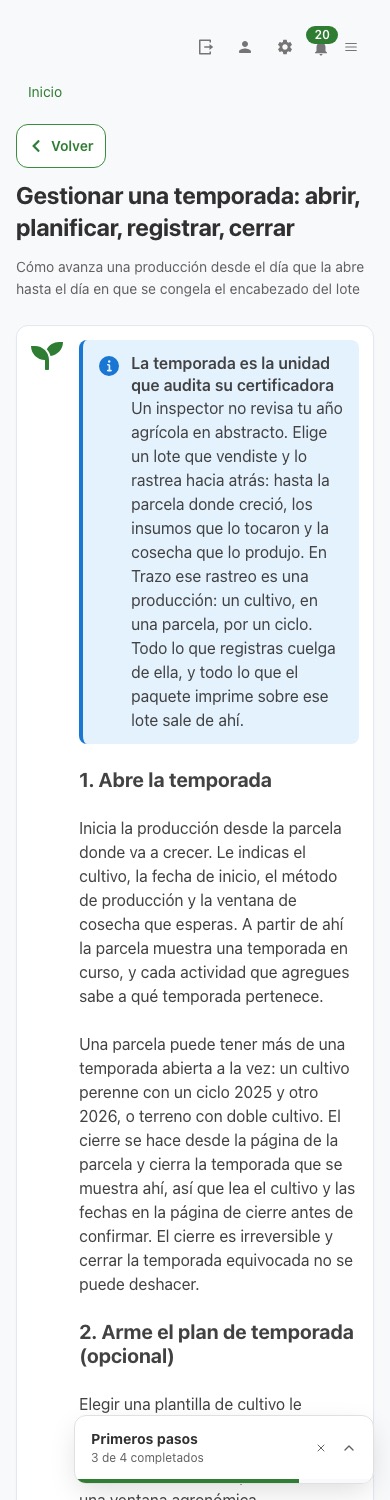 20
Inicio
Volver
Gestionar una temporada: abrir,
planificar, registrar, cerrar
Cómo avanza una producción desde el día que la abre
hasta el día en que se congela el encabezado del lote
La temporada es la unidad
que audita su certificadora
Un inspector no revisa tu año
agrícola en abstracto. Elige
un lote que vendiste y lo
rastrea hacia atrás: hasta la
parcela donde creció, los
insumos que lo tocaron y la
cosecha que lo produjo. En
Trazo ese rastreo es una
producción: un cultivo, en
una parcela, por un ciclo.
Todo lo que registras cuelga
de ella, y todo lo que el
paquete imprime sobre ese
lote sale de ahí.
1. Abre la temporada
Inicia la producción desde la parcela
donde va a crecer. Le indicas el
cultivo, la fecha de inicio, el método
de producción y la ventana de
cosecha que esperas. A partir de ahí
la parcela muestra una temporada en
curso, y cada actividad que agregues
sabe a qué temporada pertenece.
Una parcela puede tener más de una
temporada abierta a la vez: un cultivo
perenne con un ciclo 2025 y otro
2026, o terreno con doble cultivo. El
cierre se hace desde la página de la
parcela y cierra la temporada que se
muestra ahí, así que lea el cultivo y las
fechas en la página de cierre antes de
confirmar. El cierre es irreversible y
cerrar la temporada equivocada no se
puede deshacer.
2. Arme el plan de temporada
(opcional)
Elegir una plantilla de cultivo le
Primeros pasos
3 de 4 completados
una ventana agronómica